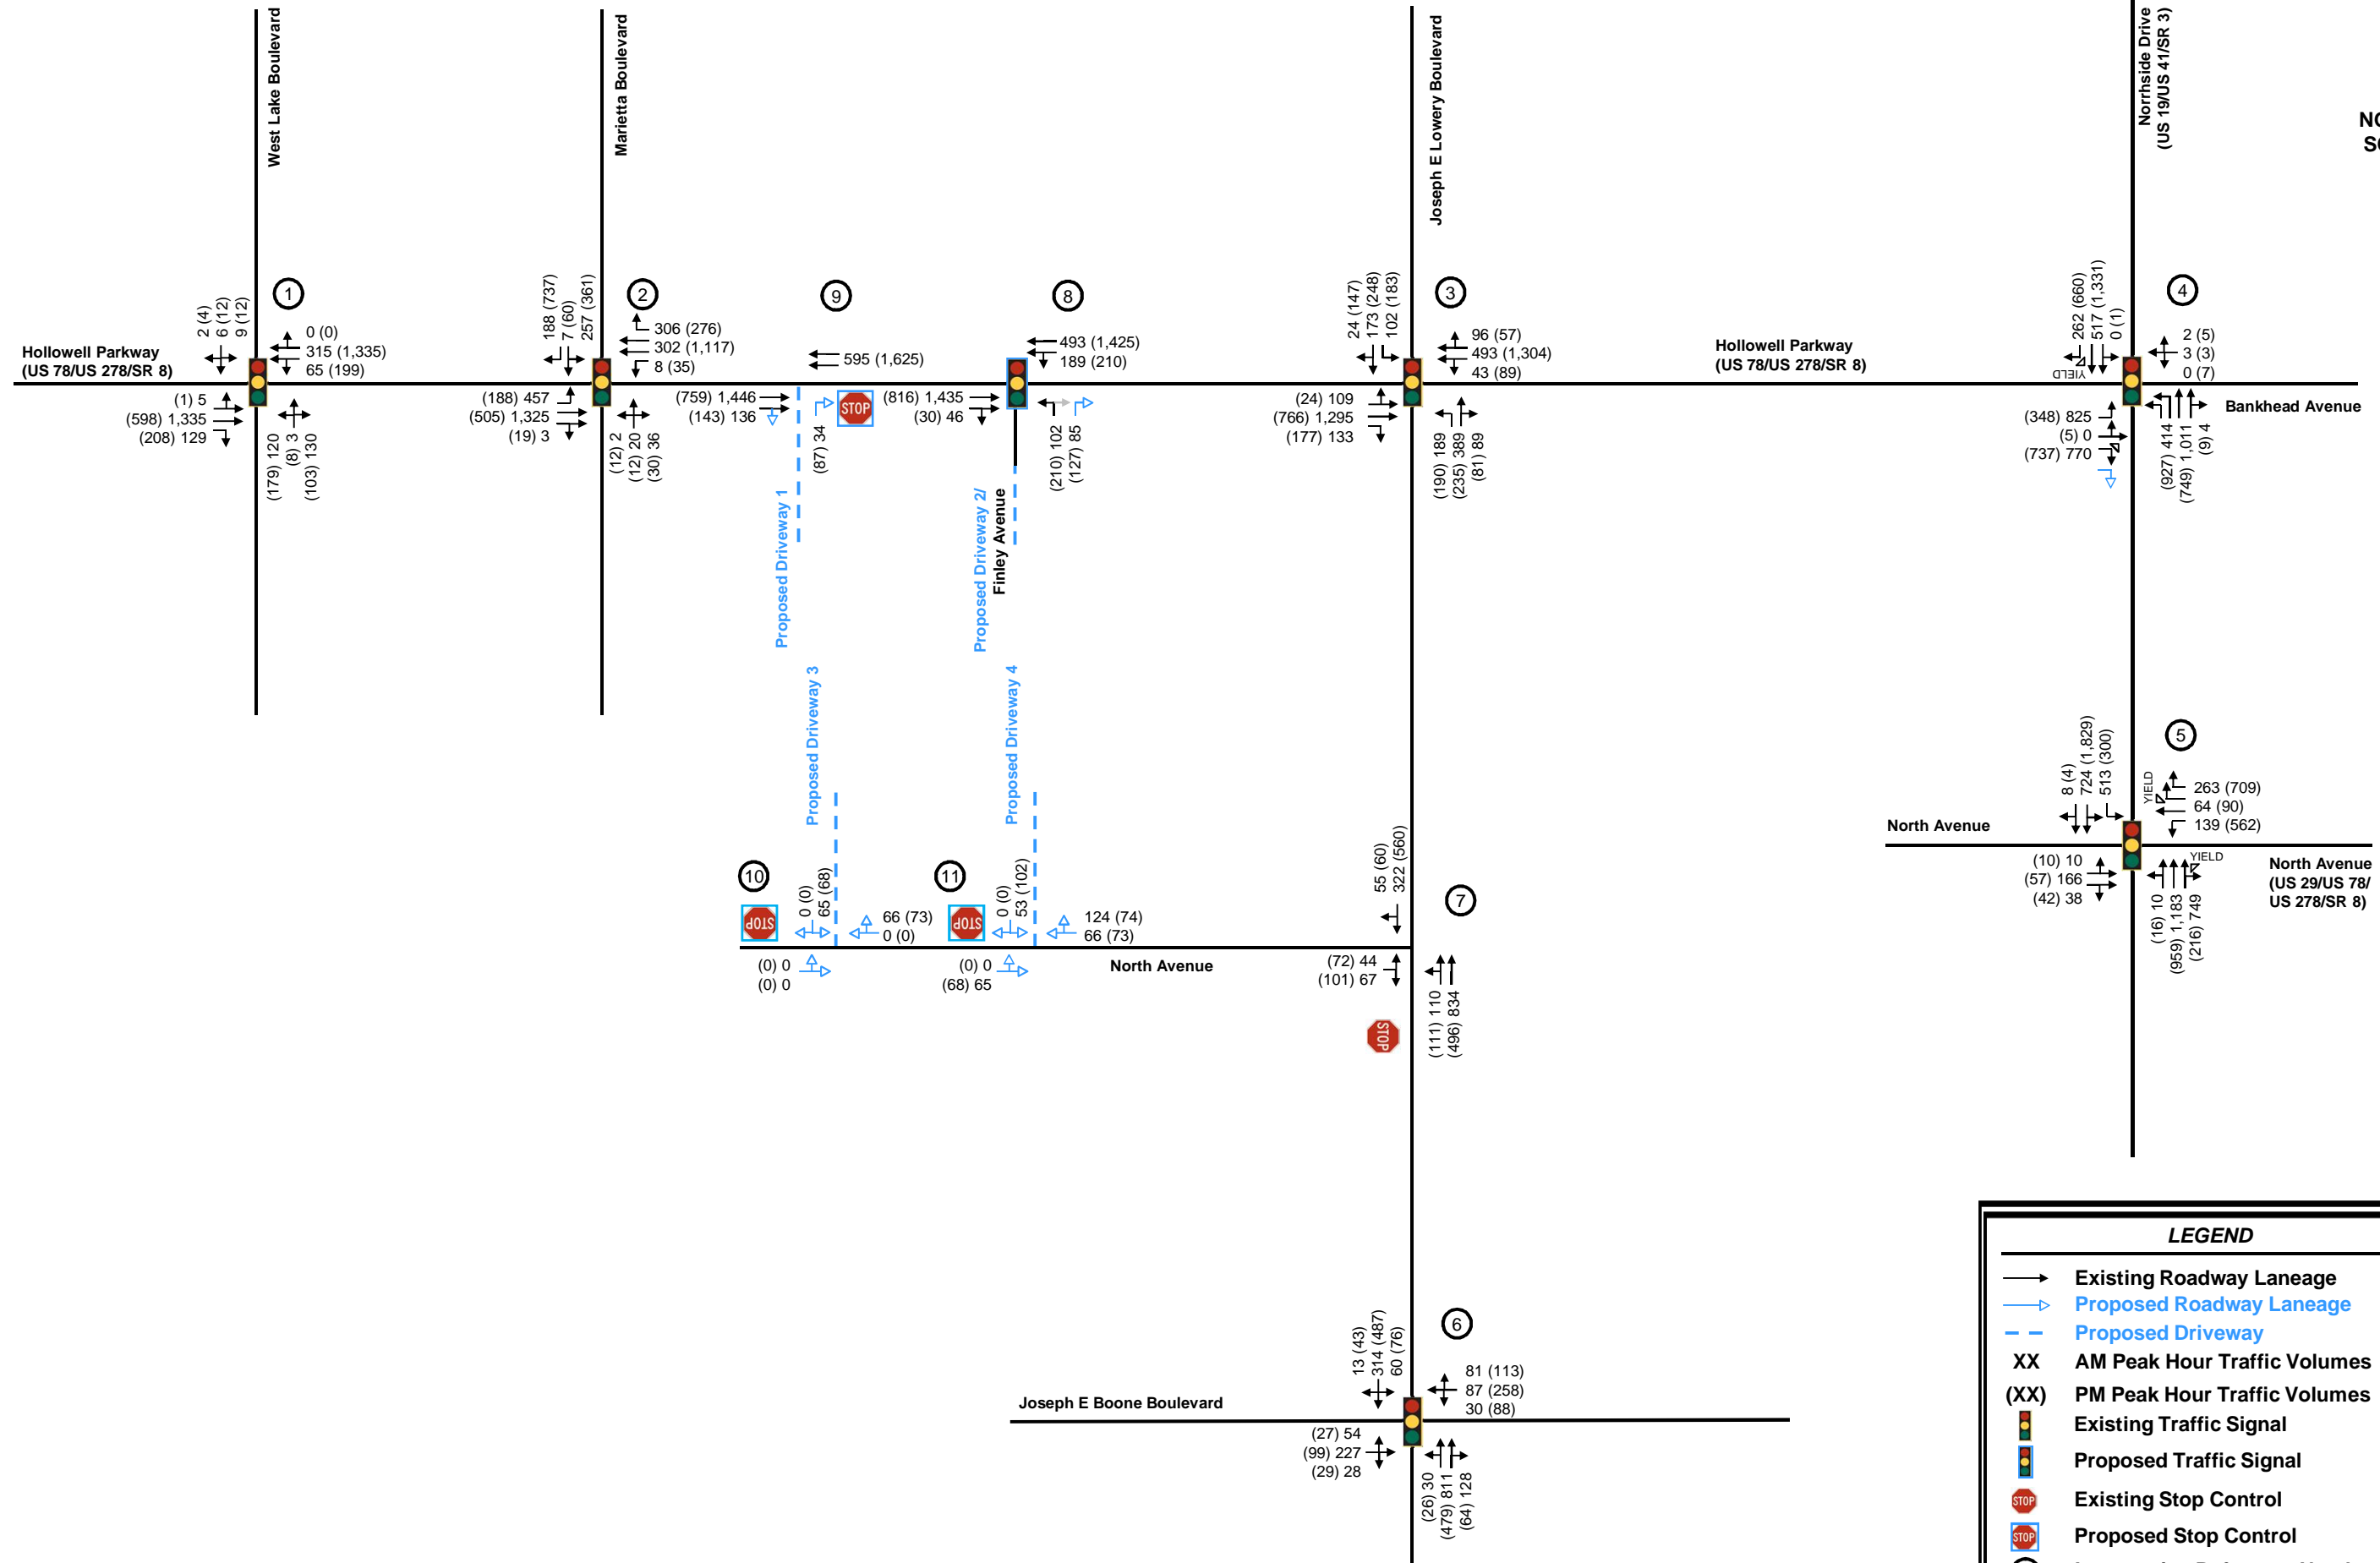 West Lake Boulevard
Marietta Boulevard
Joseph E Lowery Boulevard
Norrhside Drive
(US 19/US 41/SR 3)
Hollowell Parkway
(US 78/US 278/SR 8)
1
2 (4)
6 (12)
9 (12)
0 (0)
315 (1,335)
65 (199)
(1) 5
(598) 1,335
(208) 129
(179) 120
(8) 3
(103) 130
2
188 (737)
7 (60)
257 (361)
306 (276)
302 (1,117)
8 (35)
(188) 457
(505) 1,325
(19) 3
(12) 2
(12) 20
(30) 36
9
595 (1,625)
(759) 1,446
(143) 136
(87) 34
STOP
8
493 (1,425)
189 (210)
(816) 1,435
(30) 46
(210) 102
(127) 85
3
24 (147)
173 (248)
102 (183)
96 (57)
493 (1,304)
43 (89)
(24) 109
(766) 1,295
(177) 133
(190) 189
(235) 389
(81) 89
Hollowell Parkway
(US 78/US 278/SR 8)
4
262 (660)
517 (1,331)
0 (1)
YIELD
2 (5)
3 (3)
0 (7)
Bankhead Avenue
(348) 825
(5) 0
(737) 770
(927) 414
(749) 1,011
(9) 4
Proposed Driveway 1
Proposed Driveway 2/
Finley Avenue
Proposed Driveway 3
Proposed Driveway 4
5
8 (4)
724 (1,829)
513 (300)
YIELD
263 (709)
64 (90)
139 (562)
North Avenue
(10) 10
(57) 166
(42) 38
YIELD
(16) 10
(959) 1,183
(216) 749
North Avenue
(US 29/US 78/
US 278/SR 8)
10
STOP
0 (0)
65 (68)
66 (73)
0 (0)
(0) 0
(0) 0
11
STOP
0 (0)
53 (102)
124 (74)
66 (73)
(0) 0
(68) 65
North Avenue
7
55 (60)
322 (560)
(72) 44
(101) 67
(111) 110
(496) 834
STOP
6
13 (43)
314 (487)
60 (76)
81 (113)
87 (258)
30 (88)
Joseph E Boone Boulevard
(27) 54
(99) 227
(29) 28
(26) 30
(479) 811
(64) 128
LEGEND
Existing Roadway Laneage
Proposed Roadway Laneage
Proposed Driveway
XX AM Peak Hour Traffic Volumes
(XX) PM Peak Hour Traffic Volumes
Existing Traffic Signal
Proposed Traffic Signal
STOP Existing Stop Control
STOP Proposed Stop Control